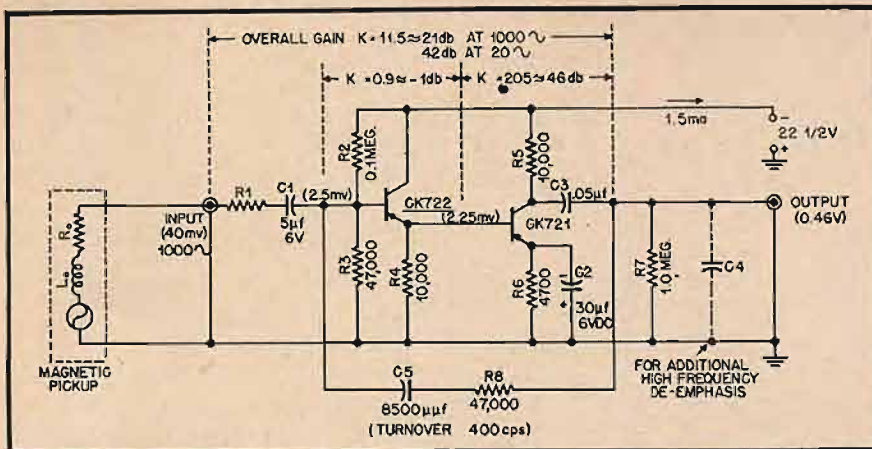 OVERALL GAIN K=11.5≈21db AT 1000∿
42db AT 20∿
K=0.9≈-1db
K=205≈46db
1.5ma
-
22 1/2V
+
R2
0.1MEG.
R5
10,000
C3
.05µf
R1
C1
5µf
6V
(2.5mv)
CK722
(2.25mv)
CK721
INPUT
(40mv)
1000∿
OUTPUT
(0.46V)
R3
47,000
R4
10,000
R6
4700
C2
+
30µf
6VDC
R7
1.0 MEG.
C4
Ro
Lo
MAGNETIC
PICKUP
C5
8500µµf
R8
47,000
(TURNOVER 400cps)
FOR ADDITIONAL
HIGH FREQUENCY
DE-EMPHASIS